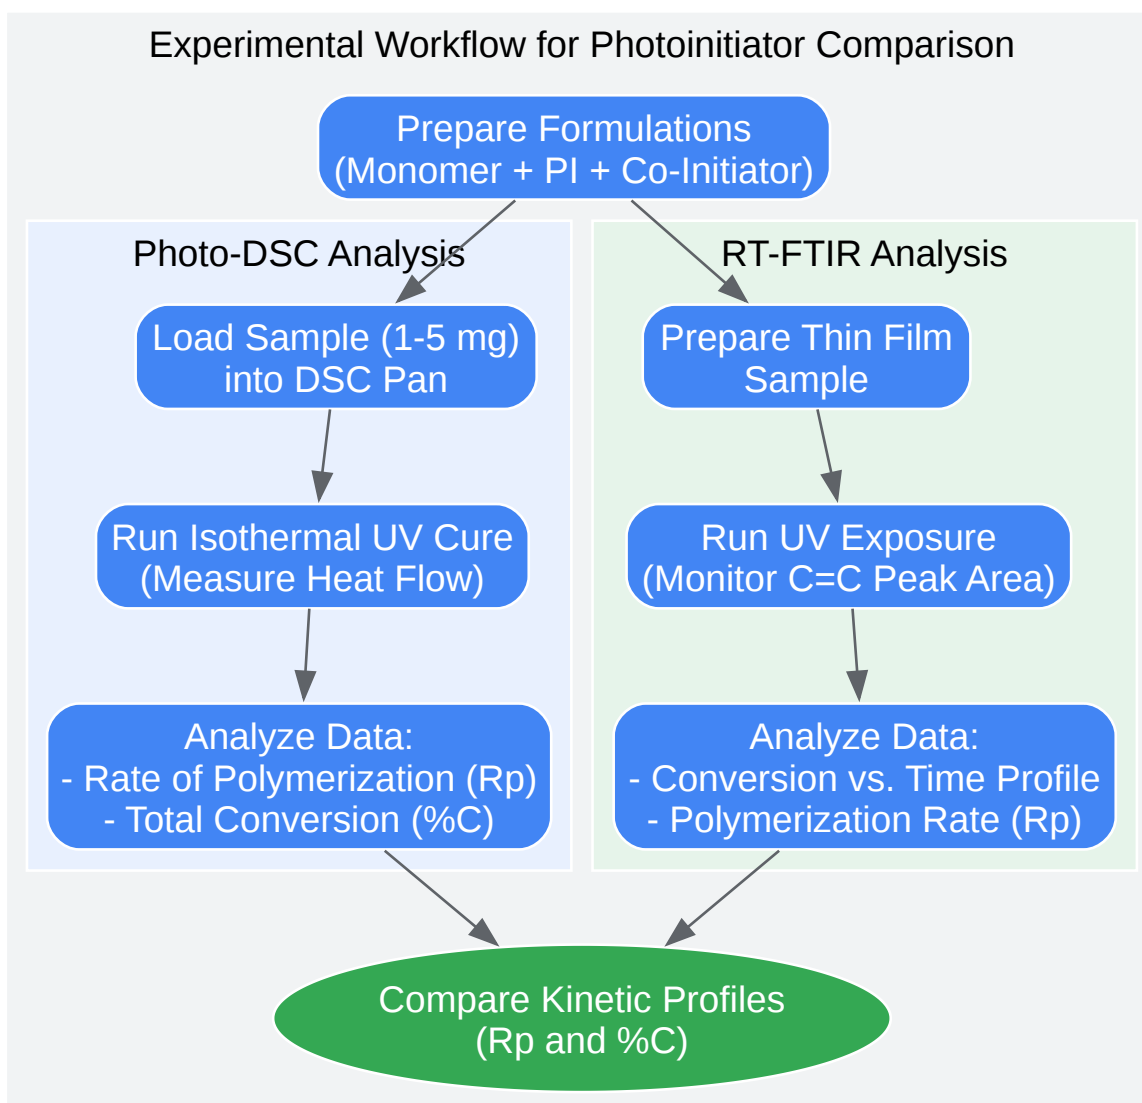 Experimental Workflow for Photoinitiator Comparison
Prepare Formulations
(Monomer + PI + Co-Initiator)
Photo-DSC Analysis
Load Sample (1-5 mg)
into DSC Pan
Run Isothermal UV Cure
(Measure Heat Flow)
Analyze Data:
- Rate of Polymerization (Rp)
- Total Conversion (%C)
RT-FTIR Analysis
Prepare Thin Film
Sample
Run UV Exposure
(Monitor C=C Peak Area)
Analyze Data:
- Conversion vs. Time Profile
- Polymerization Rate (Rp)
Compare Kinetic Profiles
(Rp and %C)